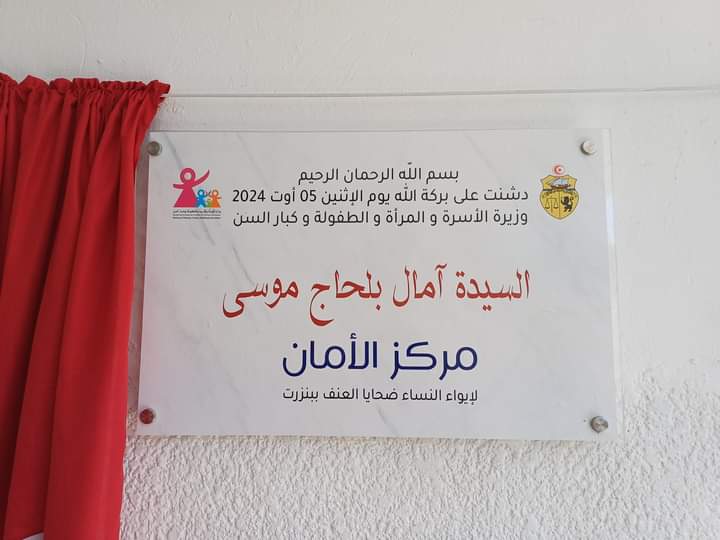 بسم الله الرحمان الرحيم
دشنت على بركة الله يوم الإثنين 05 أوت 2024
وزيرة الأسرة و المرأة و الطفولة و كبار السن
السيدة آمال بلحاج موسى
مركز الأمان
لإيواء النساء ضحايا العنف ببنزرت